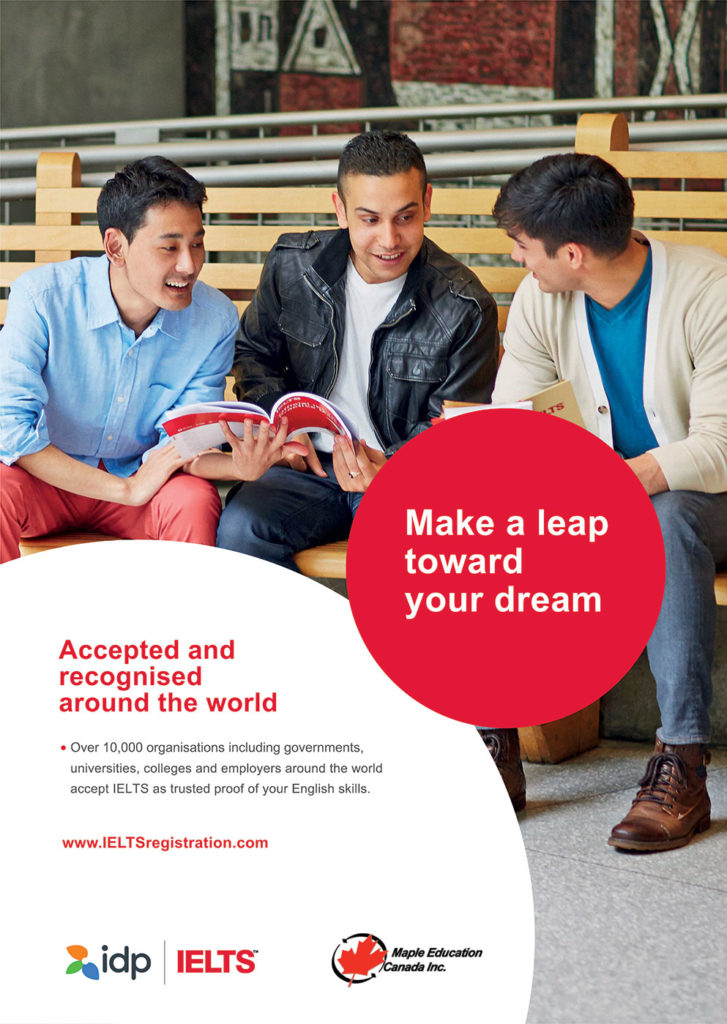 IELTS
Make a leap
toward
your dream
Accepted and
recognised
around the world
• Over 10,000 organisations including governments,
universities, colleges and employers around the world
accept IELTS as trusted proof of your English skills.
www.IELTSregistration.com
idp IELTS™
Maple Education
Canada Inc.